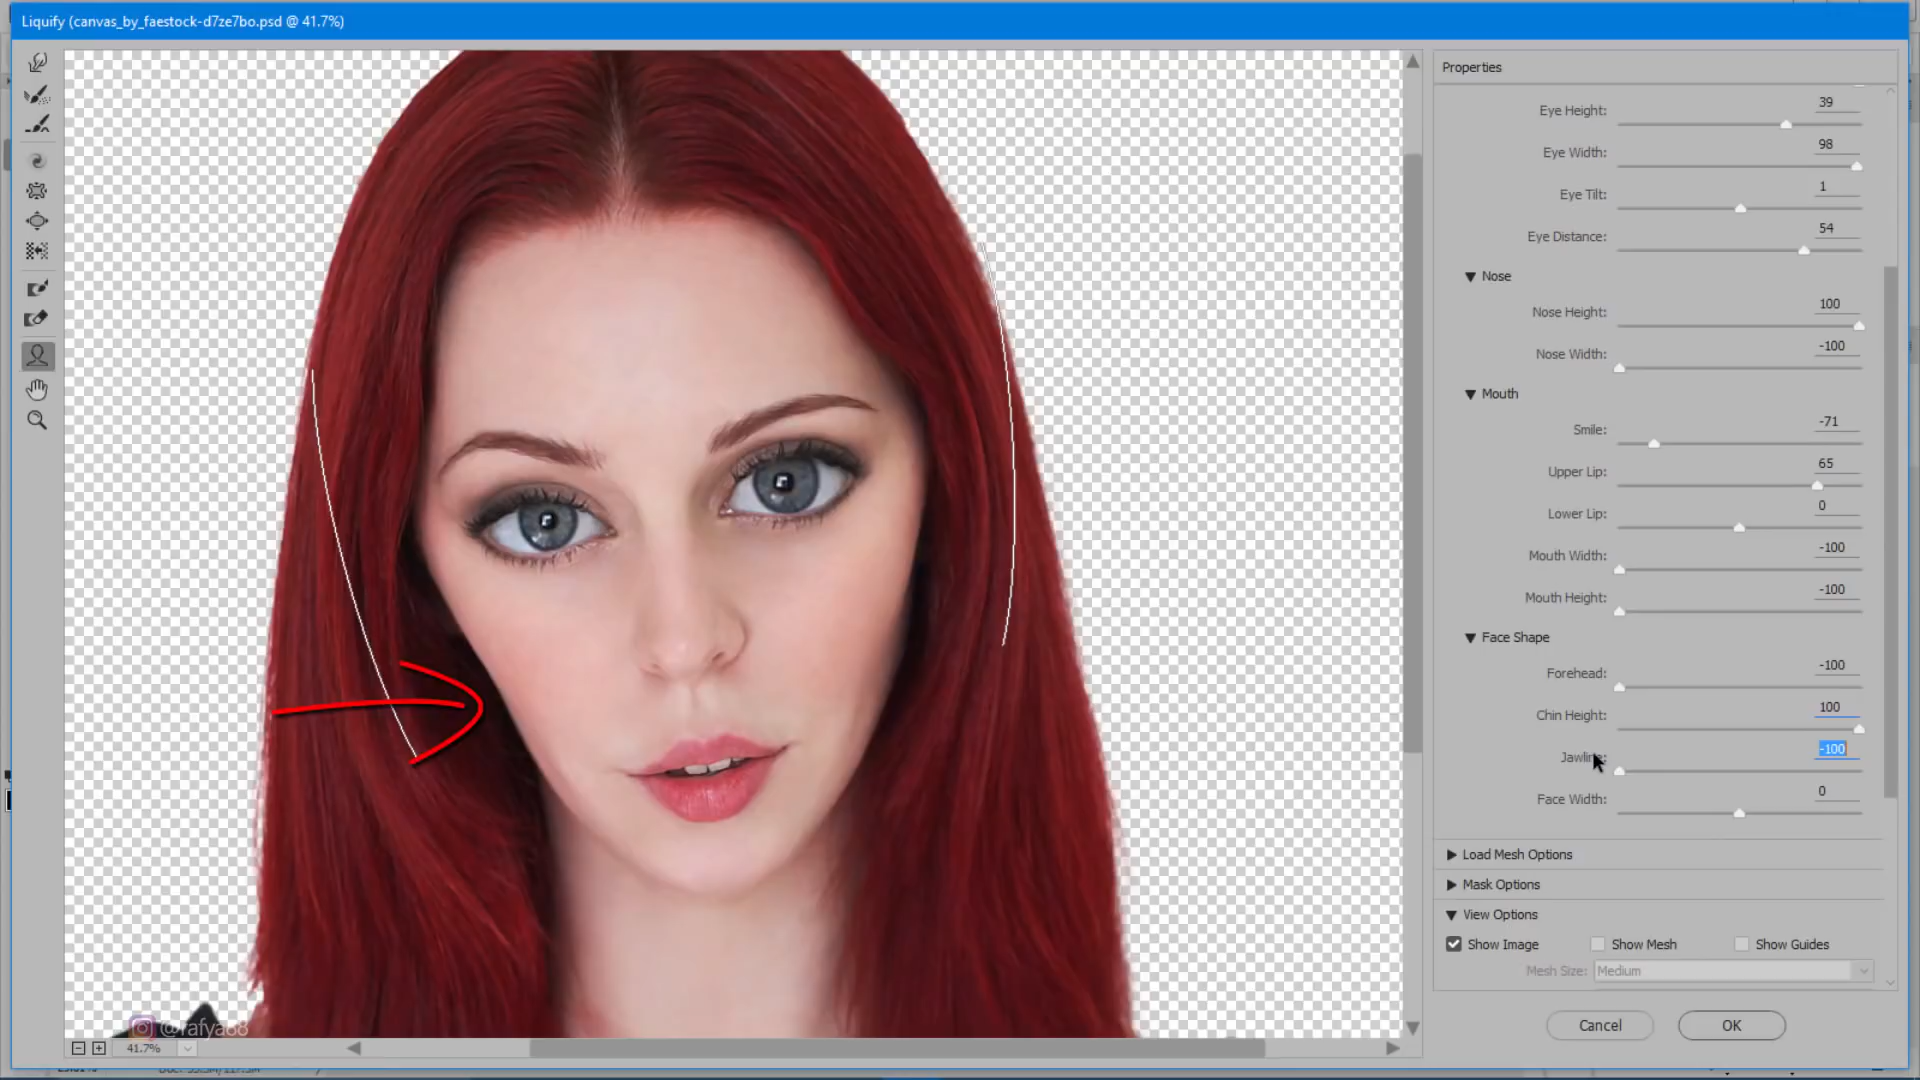 Liquify (canvas_by_faestock-d7ze7bo.psd @ 41.7%)
Properties
Eye Height: 39
Eye Width: 98
Eye Tilt: 1
Eye Distance: 54
Nose
Nose Height: 100
Nose Width: -100
Mouth
Smile: -71
Upper Lip: 65
Lower Lip: 0
Mouth Width: -100
Mouth Height: -100
Face Shape
Forehead: -100
Chin Height: 100
Jawline: -100
Face Width: 0
Load Mesh Options
Mask Options
View Options
Show Image Show Mesh Show Guides
Mesh Size: Medium
Cancel OK
@rafya88
41.7%